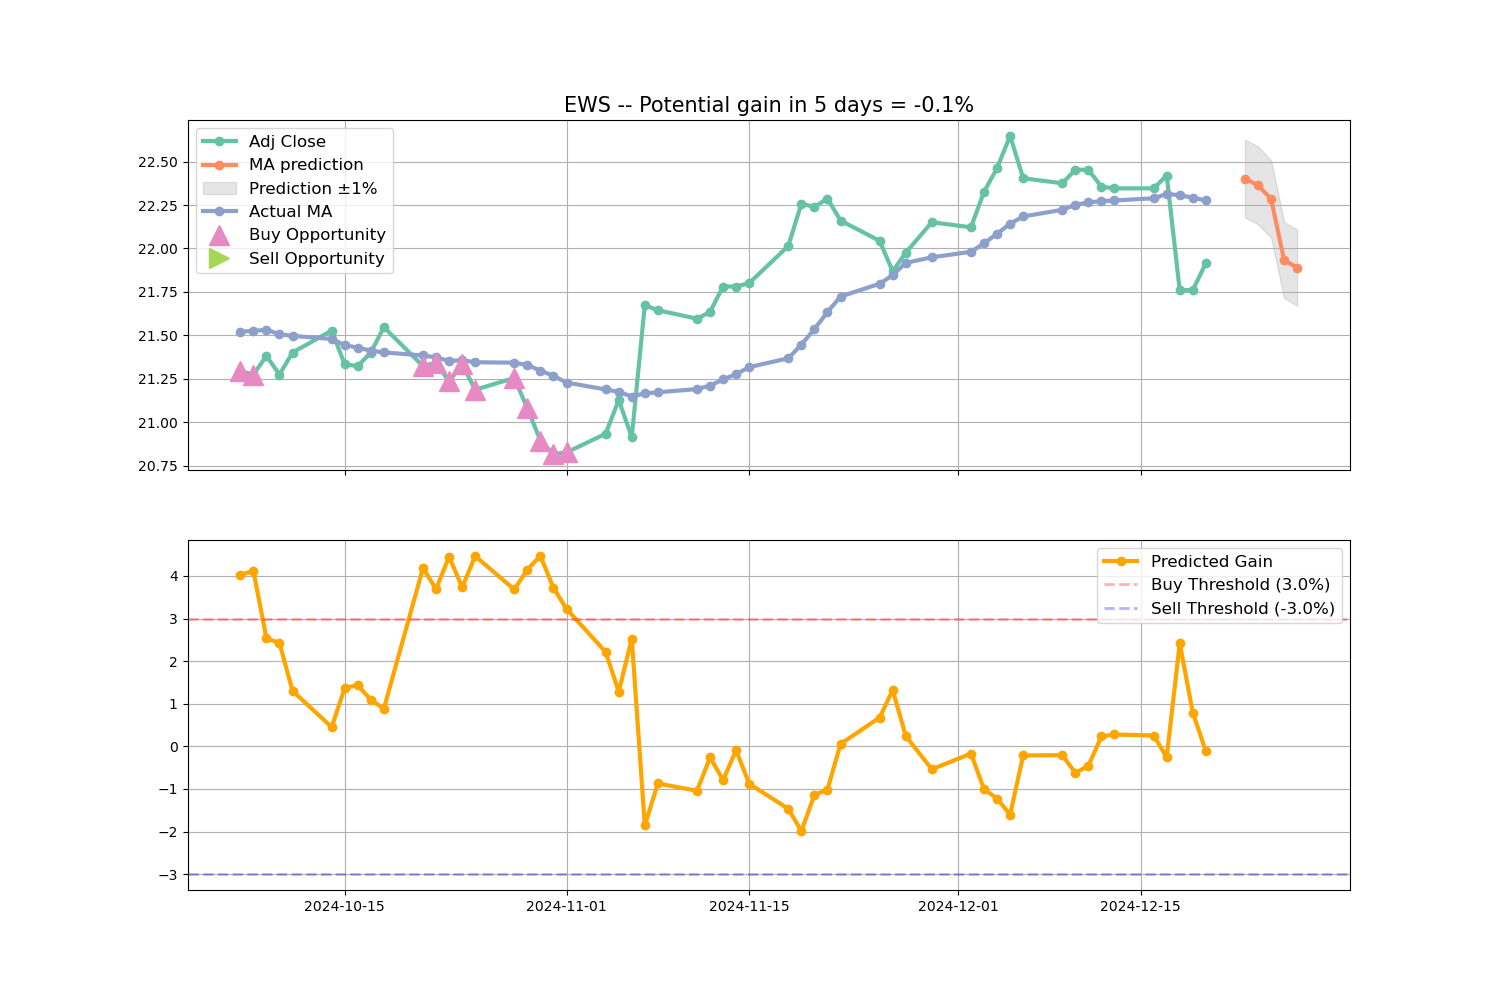 EWS -- Potential gain in 5 days = -0.1%
Adj Close
MA prediction
Prediction ±1%
Actual MA
Buy Opportunity
Sell Opportunity
22.50
22.25
22.00
21.75
21.50
21.25
21.00
20.75
Predicted Gain
Buy Threshold (3.0%)
Sell Threshold (-3.0%)
4
3
2
1
0
−1
−2
−3
2024-10-15
2024-11-01
2024-11-15
2024-12-01
2024-12-15